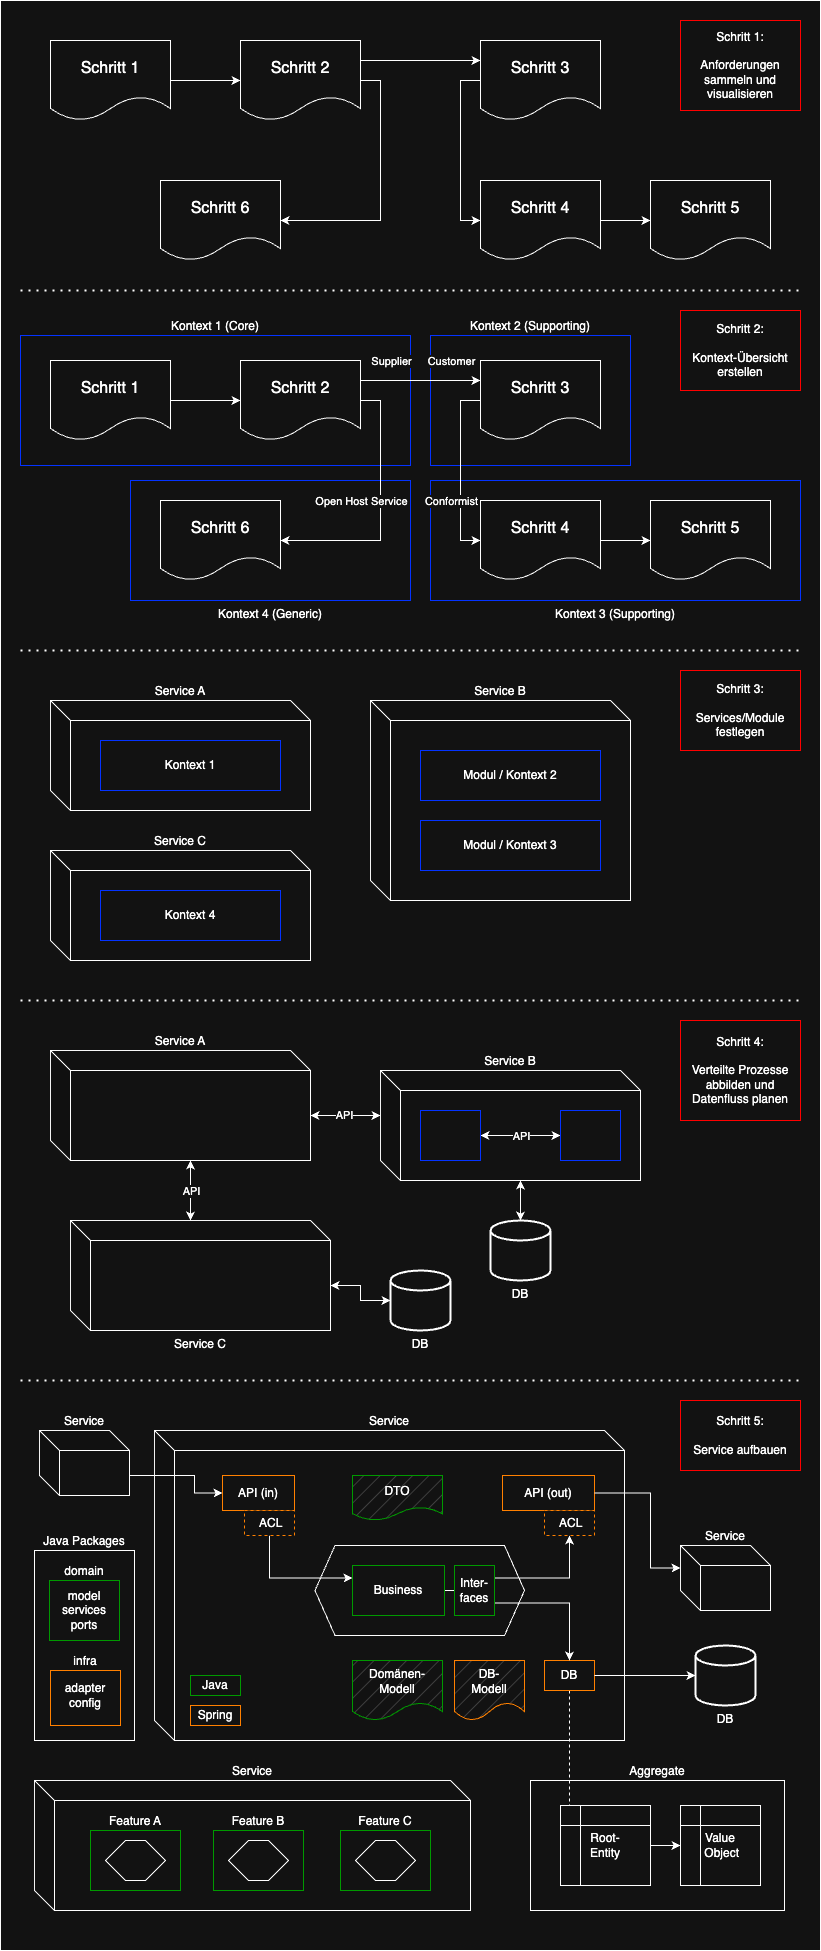 Schritt 1
Schritt 2
Schritt 3
Schritt 1:
Anforderungen
sammeln und
visualisieren
Schritt 6
Schritt 4
Schritt 5
Kontext 1 (Core)
Kontext 2 (Supporting)
Schritt 2:
Kontext-Übersicht
erstellen
Schritt 1
Schritt 2
Supplier
Customer
Schritt 3
Open Host Service
Conformist
Schritt 6
Schritt 4
Schritt 5
Kontext 4 (Generic)
Kontext 3 (Supporting)
Schritt 3:
Services/Module
festlegen
Service A
Kontext 1
Service B
Modul / Kontext 2
Modul / Kontext 3
Service C
Kontext 4
Schritt 4:
Verteilte Prozesse
abbilden und
Datenfluss planen
Service A
Service B
API
API
API
DB
Service C
DB
Schritt 5:
Service aufbauen
Service
Service
API (in)
ACL
DTO
API (out)
ACL
Service
Java Packages
domain
model
services
ports
infra
adapter
config
Business
Inter-
faces
Java
Spring
Domänen-
Modell
DB-
Modell
DB
DB
Service
Feature A
Feature B
Feature C
Aggregate
Root-
Entity
Value
Object